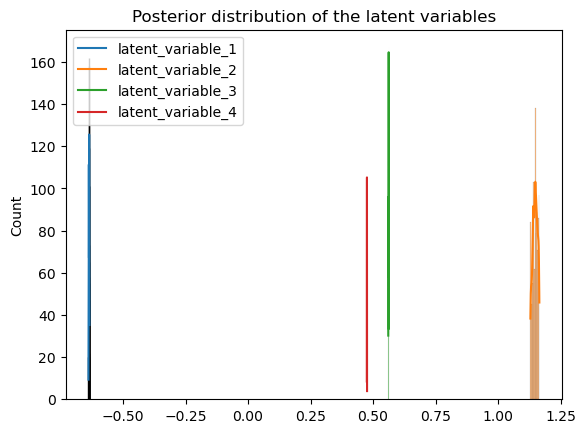 Posterior distribution of the latent variables
latent_variable_1
latent_variable_2
latent_variable_3
latent_variable_4
Count
160
140
120
100
80
60
40
20
0
−0.50
−0.25
0.00
0.25
0.50
0.75
1.00
1.25